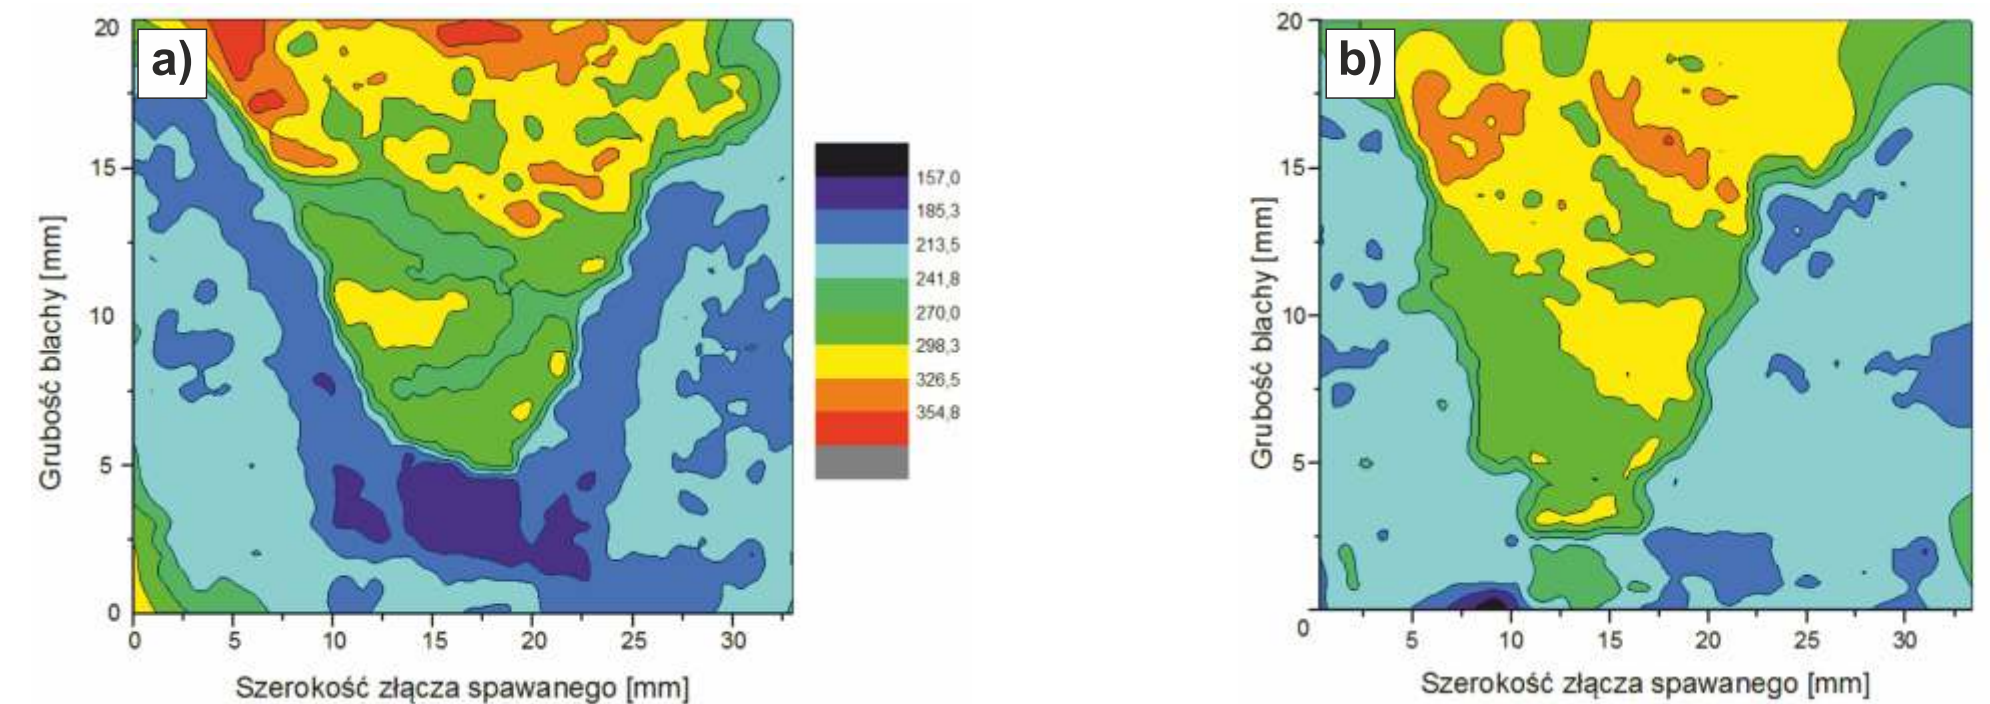 a)
20
15
10
5
0
Grubość blachy [mm]
0 5 10 15 20 25 30
Szerokość złącza spawanego [mm]
157,0
185,3
213,5
241,8
270,0
298,3
326,5
354,8
b)
20
15
10
5
0
Grubość blachy [mm]
5 10 15 20 25 30
Szerokość złącza spawanego [mm]